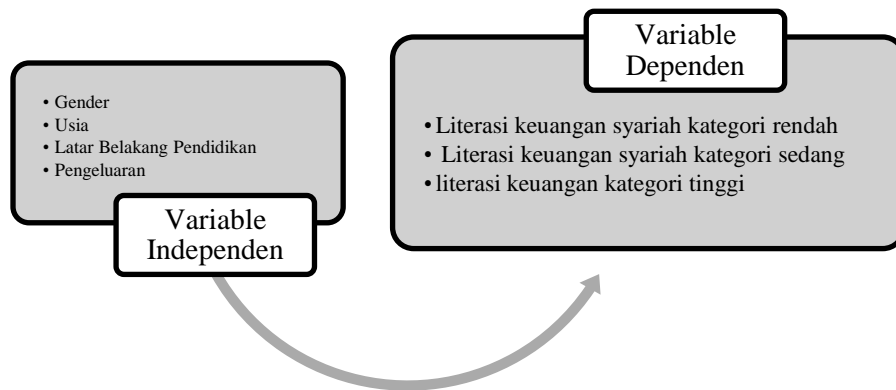 • Gender
• Usia
• Latar Belakang Pendidikan
• Pengeluaran
Variable
Independen
Variable
Dependen
• Literasi keuangan syariah kategori rendah
• Literasi keuangan syariah kategori sedang
• literasi keuangan kategori tinggi